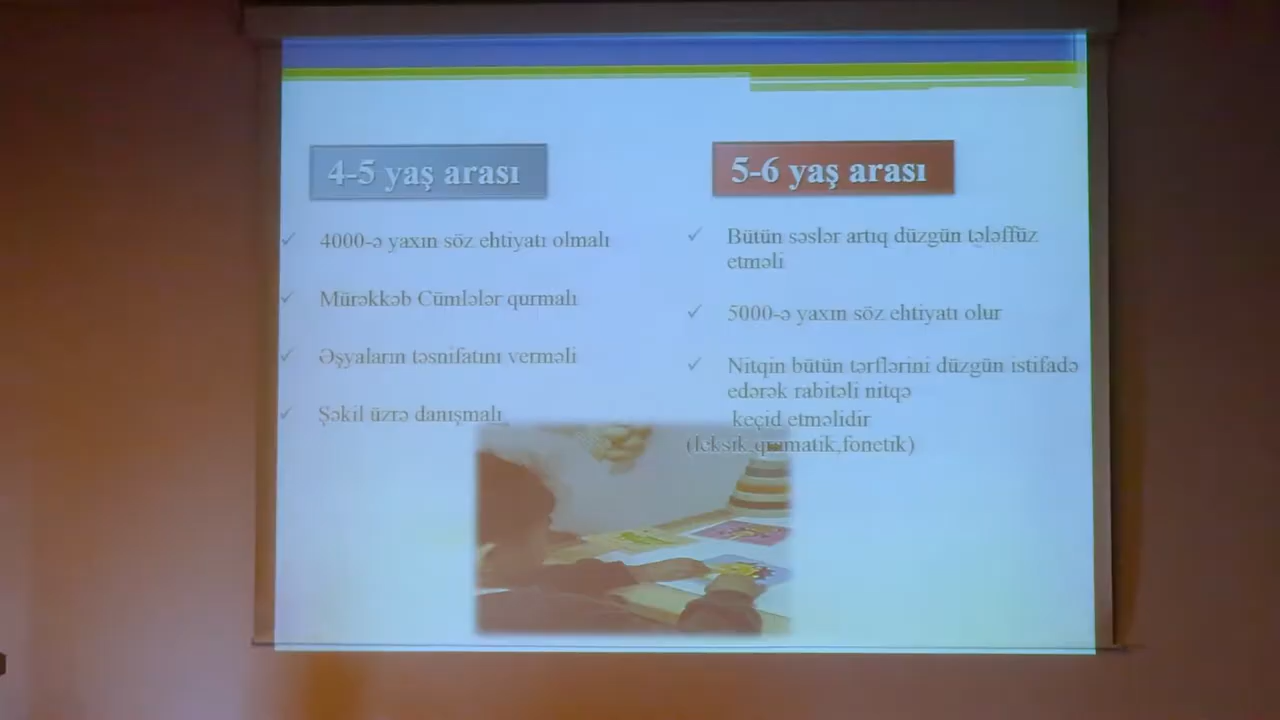 4-5 yaş arası
4000-ə yaxın söz ehtiyatı olmalı
Mürəkkəb Cümlələr qurmalı
Əşyaların təsnifatını verməli
Şəkil üzrə danışmalı
5-6 yaş arası
Bütün səslər artıq düzgün tələffüz
etməli
5000-ə yaxın söz ehtiyatı olur
Nitqin bütün tərflərini düzgün istifadə
edərək rabitəli nitqə
keçid etməlidir
(leksik,qramatik,fonetik)